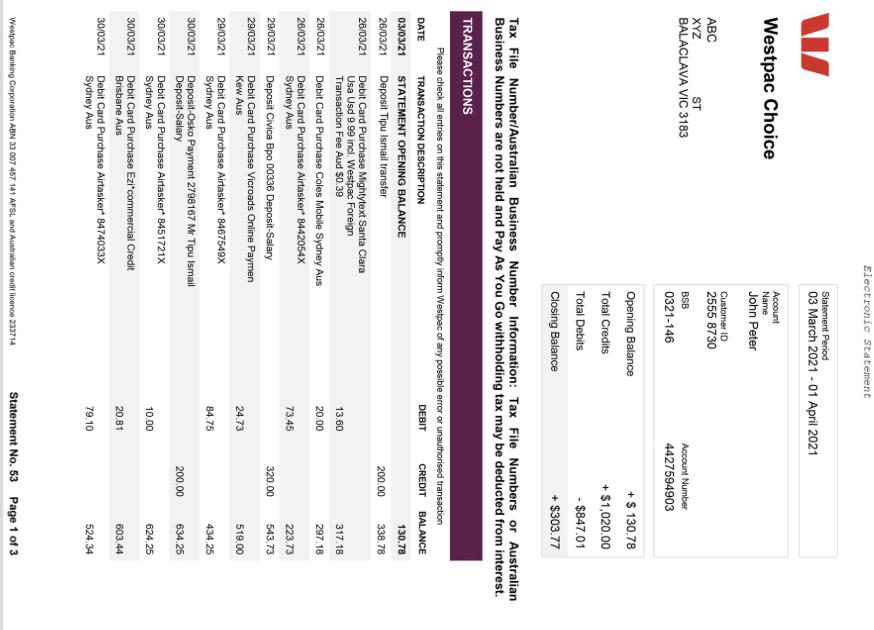 Electronic Statement
Westpac Choice
Statement Period
03 March 2021 - 01 April 2021
ABC
XYZ ST
BALACLAVA VIC 3183
Account
Name
John Peter
Customer ID
2555 8730
BSB Account Number
0321-146 4427594903
Opening Balance + $ 130.78
Total Credits + $1,020.00
Total Debits - $847.01
Closing Balance + $303.77
Tax File Number/Australian Business Number Information: Tax File Numbers or Australian
Business Numbers are not held and Pay As You Go withholding tax may be deducted from interest.
TRANSACTIONS
Please check all entries on this statement and promptly inform Westpac of any possible error or unauthorised transaction
DATE TRANSACTION DESCRIPTION DEBIT CREDIT BALANCE
03/03/21 STATEMENT OPENING BALANCE 130.78
26/03/21 Deposit Tipu Ismail transfer 200.00 338.78
26/03/21 Debit Card Purchase Mightytext Santa Clara
Usa Usd 9.99 incl. Westpac Foreign
Transaction Fee Aud $0.39 13.60 317.18
26/03/21 Debit Card Purchase Coles Mobile Sydney Aus 20.00 297.18
26/03/21 Debit Card Purchase Airtasker* 8442054X
Sydney Aus 73.45 223.73
29/03/21 Deposit Civica Bpo 00336 Deposit-Salary 320.00 543.73
29/03/21 Debit Card Purchase Vicroads Online Paymen
Kew Aus 24.73 519.00
29/03/21 Debit Card Purchase Airtasker* 8467549X
Sydney Aus 84.75 434.25
30/03/21 Deposit-Osko Payment 2798167 Mr Tipu Ismail
Deposit-Salary 200.00 634.25
30/03/21 Debit Card Purchase Airtasker* 8451721X
Sydney Aus 10.00 624.25
30/03/21 Debit Card Purchase Ezi*commercial Credit
Brisbane Aus 20.81 603.44
30/03/21 Debit Card Purchase Airtasker* 8474033X
Sydney Aus 79.10 524.34
Statement No. 53 Page 1 of 3
Westpac Banking Corporation ABN 33 007 457 141 AFSL and Australian credit licence 233714